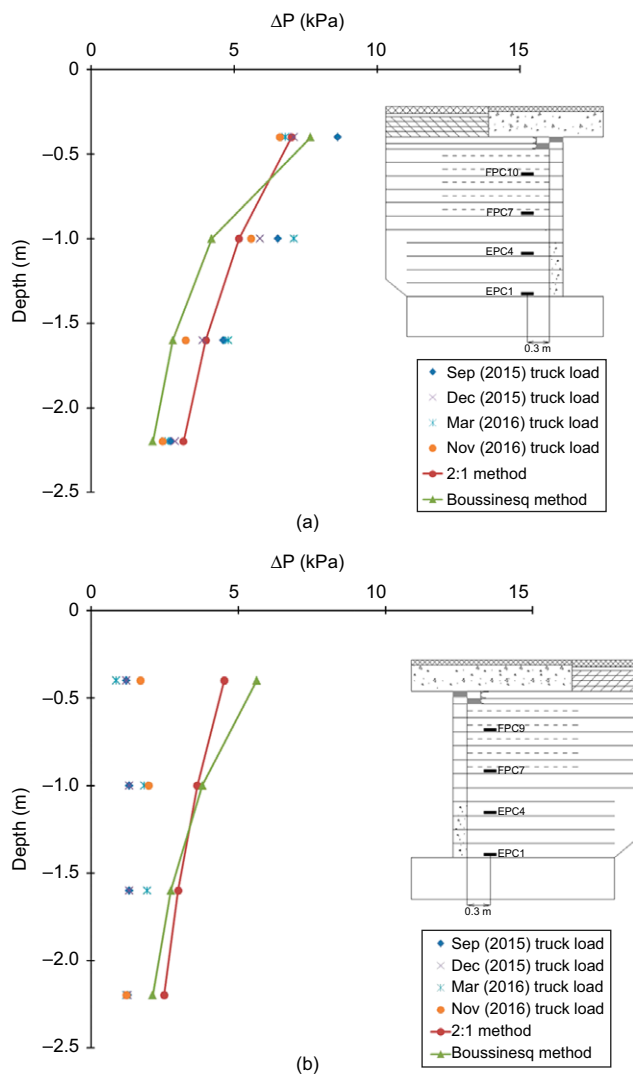 ΔP (kPa)
0 5 10 15
0
−0.5
−1.0
−1.5
−2.0
−2.5
Depth (m)
FPC10
FPC7
EPC4
EPC1
0.3 m
Sep (2015) truck load
Dec (2015) truck load
Mar (2016) truck load
Nov (2016) truck load
2:1 method
Boussinesq method
(a)
ΔP (kPa)
0 5 10 15
0
−0.5
−1.0
−1.5
−2.0
−2.5
Depth (m)
FPC9
FPC7
EPC4
EPC1
0.3 m
Sep (2015) truck load
Dec (2015) truck load
Mar (2016) truck load
Nov (2016) truck load
2:1 method
Boussinesq method
(b)